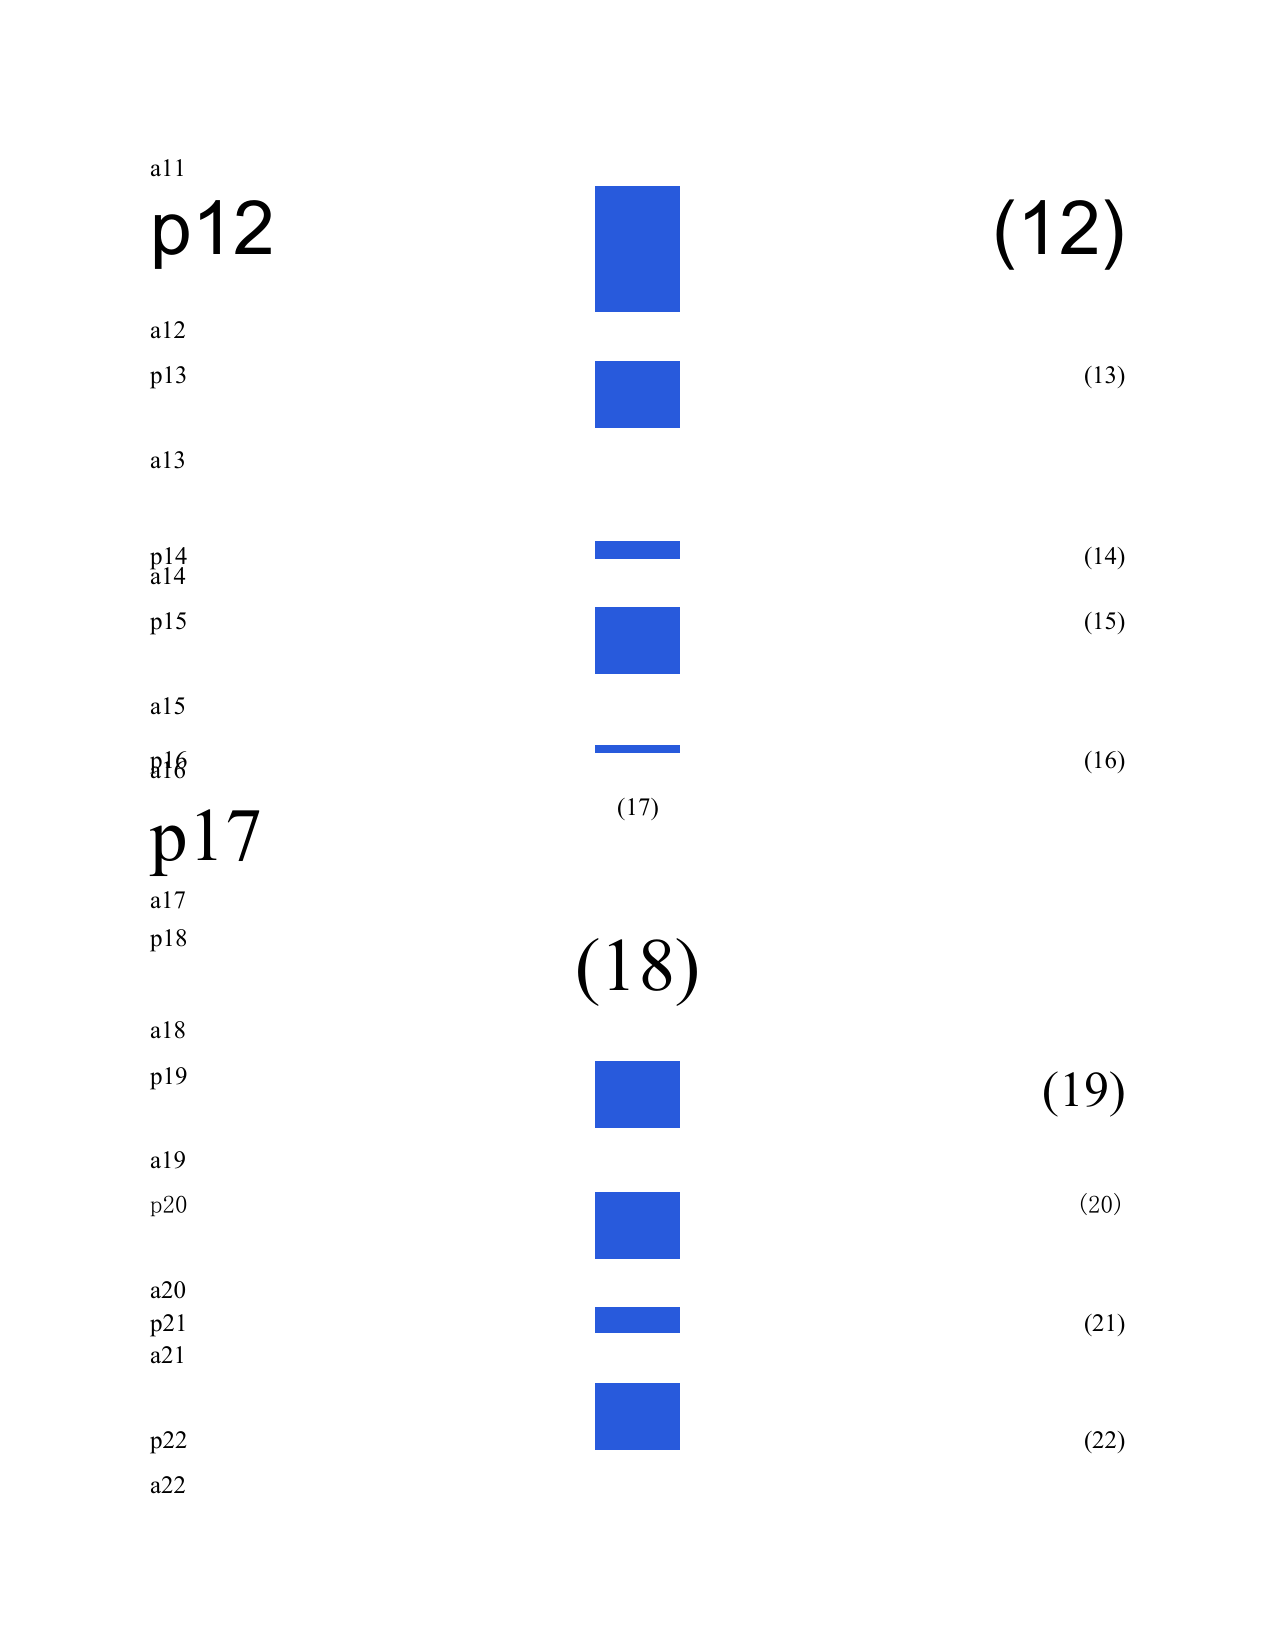 a11
p12 (12)
a12
p13 (13)
a13
p14 (14)
a14
p15 (15)
a15
p16 (16)
a16
p17 (17)
a17
p18 (18)
a18
p19 (19)
a19
p20 (20)
a20
p21 (21)
a21
p22 (22)
a22